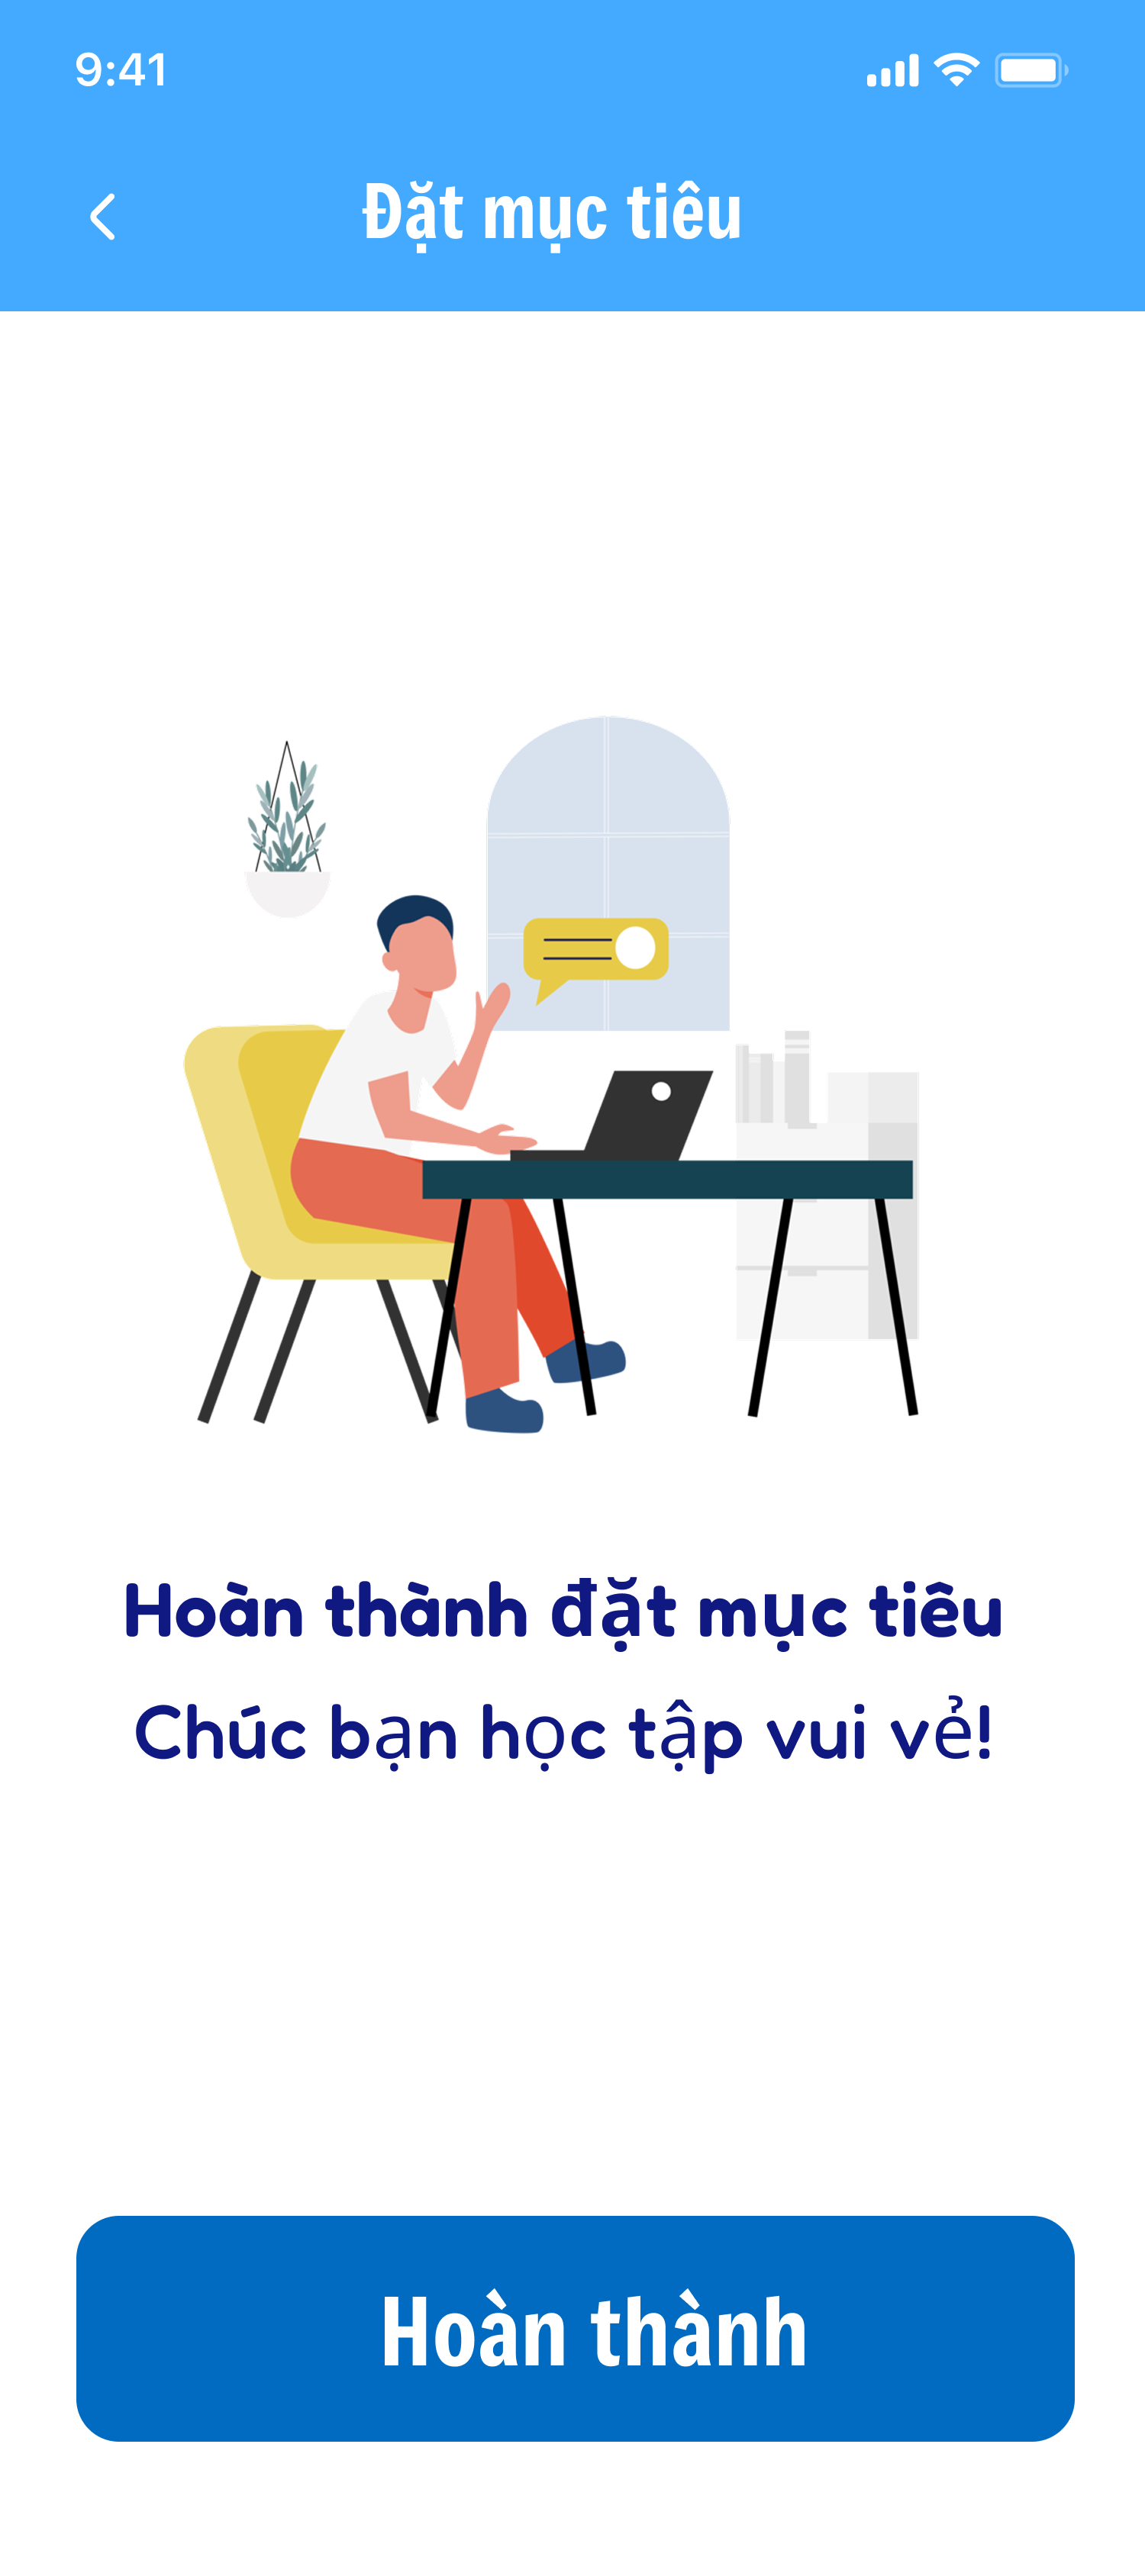 9:41
Đặt mục tiêu
Hoàn thành đặt mục tiêu
Chúc bạn học tập vui vẻ!
Hoàn thành